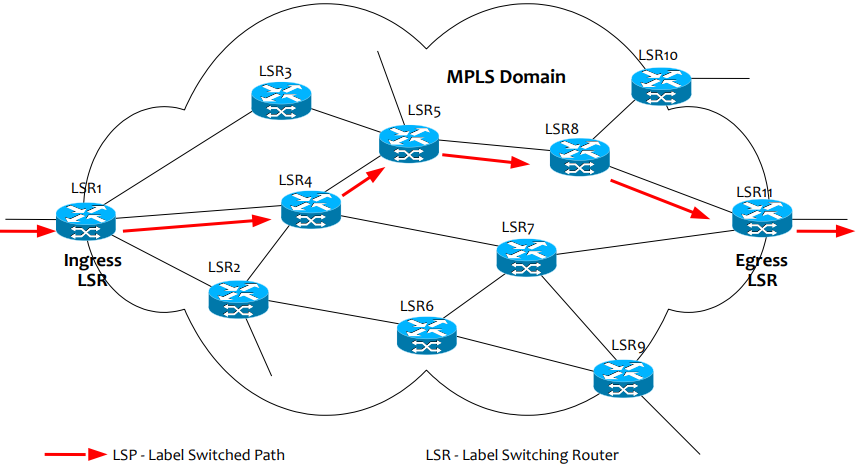 LSR10
LSR3
MPLS Domain
LSR5
LSR8
LSR4
LSR1
LSR11
LSR7
Ingress
LSR
LSR2
Egress
LSR
LSR6
LSR9
LSP - Label Switched Path
LSR - Label Switching Router